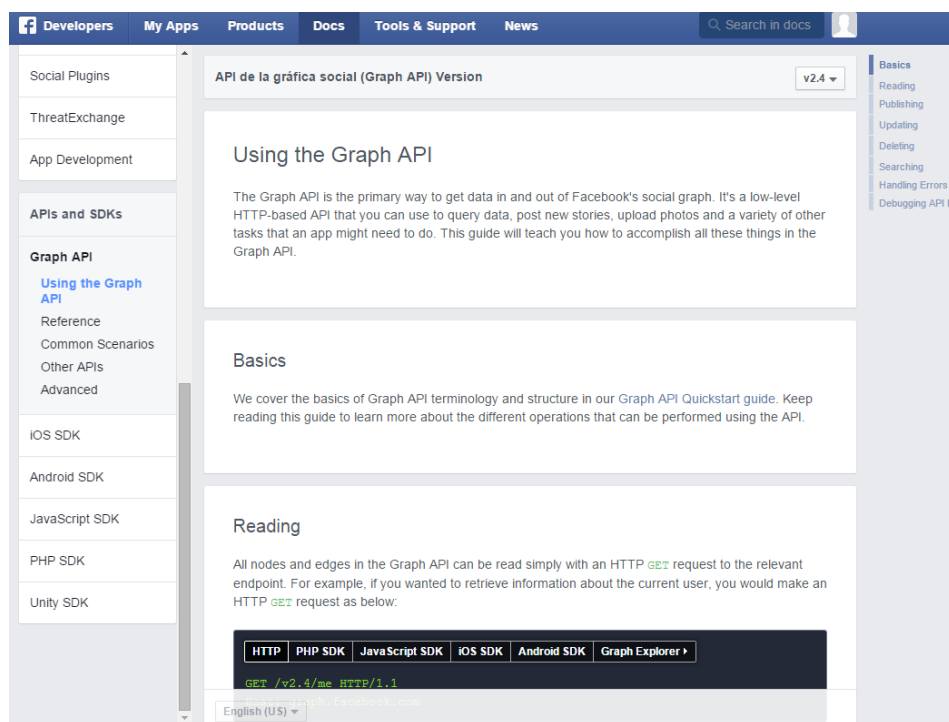 Developers My Apps Products Docs Tools & Support News Search in docs
Social Plugins
ThreatExchange
App Development
APIs and SDKs
Graph API
Using the Graph
API
Reference
Common Scenarios
Other APIs
Advanced
iOS SDK
Android SDK
JavaScript SDK
PHP SDK
Unity SDK
API de la gráfica social (Graph API) Version v2.4
Using the Graph API
The Graph API is the primary way to get data in and out of Facebook's social graph. It's a low-level
HTTP-based API that you can use to query data, post new stories, upload photos and a variety of other
tasks that an app might need to do. This guide will teach you how to accomplish all these things in the
Graph API.
Basics
We cover the basics of Graph API terminology and structure in our Graph API Quickstart guide. Keep
reading this guide to learn more about the different operations that can be performed using the API.
Reading
All nodes and edges in the Graph API can be read simply with an HTTP GET request to the relevant
endpoint. For example, if you wanted to retrieve information about the current user, you would make an
HTTP GET request as below:
HTTP PHP SDK JavaScript SDK iOS SDK Android SDK Graph Explorer
GET /v2.4/me HTTP/1.1
graph.facebook.com
English (US)
Basics
Reading
Publishing
Updating
Deleting
Searching
Handling Errors
Debugging API